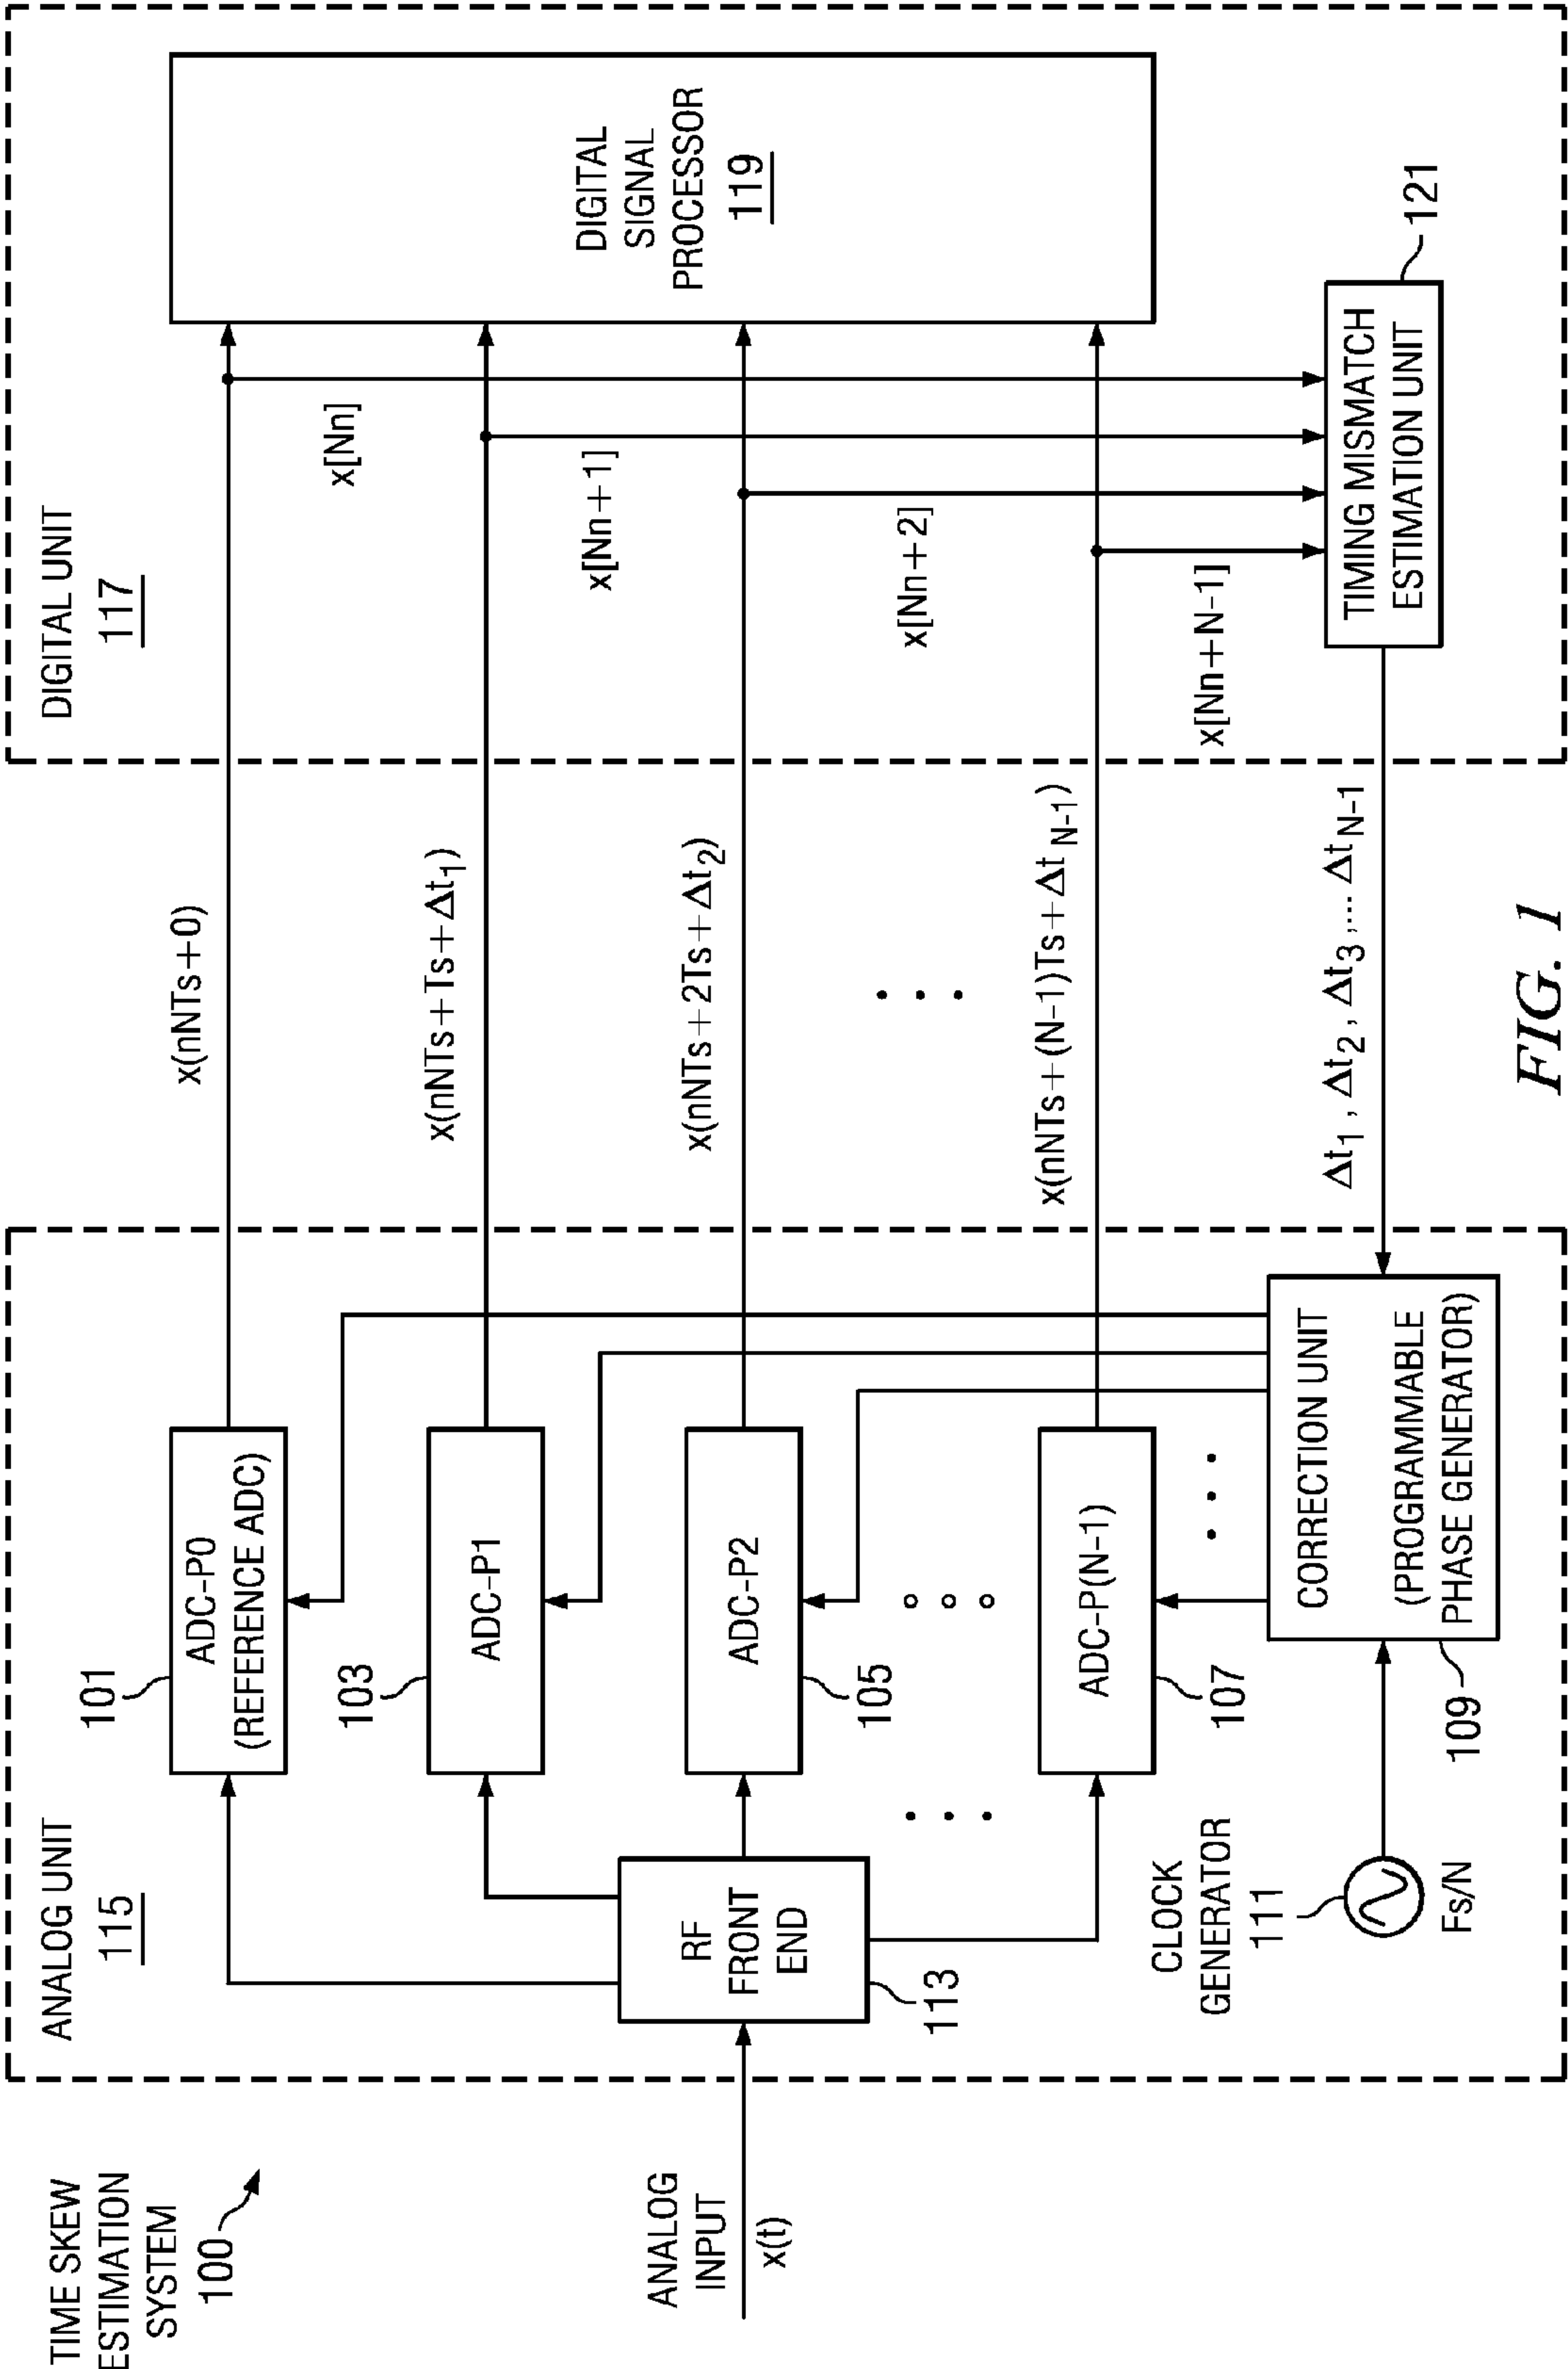 TIME SKEW
ESTIMATION
SYSTEM
100
ANALOG
INPUT
x(t)
ANALOG UNIT
115
RF
FRONT
END
113
CLOCK
GENERATOR
111
Fs/N
101
ADC-P0
(REFERENCE ADC)
103
ADC-P1
ADC-P2
105
ADC-P(N-1)
107
CORRECTION UNIT
(PROGRAMMABLE
PHASE GENERATOR)
109
x(nNTs+0)
x(nNTs+Ts+Δt1)
x(nNTs+2Ts+Δt2)
x(nNTs+(N-1)Ts+ΔtN-1)
Δt1, Δt2, Δt3,... ΔtN-1
DIGITAL UNIT
117
x[Nn]
x[Nn+1]
x[Nn+2]
x[Nn+N-1]
DIGITAL
SIGNAL
PROCESSOR
119
TIMING MISMATCH
ESTIMATION UNIT
121
FIG. 1